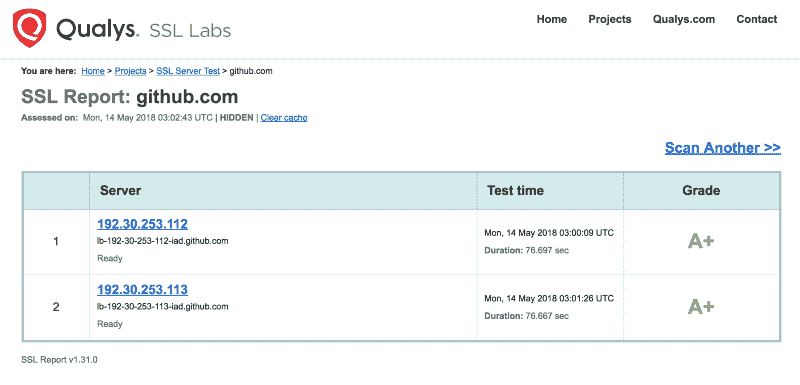 Qualys. SSL Labs
Home Projects Qualys.com Contact
You are here: Home > Projects > SSL Server Test > github.com
SSL Report: github.com
Assessed on: Mon, 14 May 2018 03:02:43 UTC | HIDDEN | Clear cache
Scan Another >>
Server Test time Grade
1
192.30.253.112
lb-192-30-253-112-iad.github.com
Ready
Mon, 14 May 2018 03:00:09 UTC
Duration: 76.697 sec
A+
2
192.30.253.113
lb-192-30-253-113-iad.github.com
Ready
Mon, 14 May 2018 03:01:26 UTC
Duration: 76.667 sec
A+
SSL Report v1.31.0